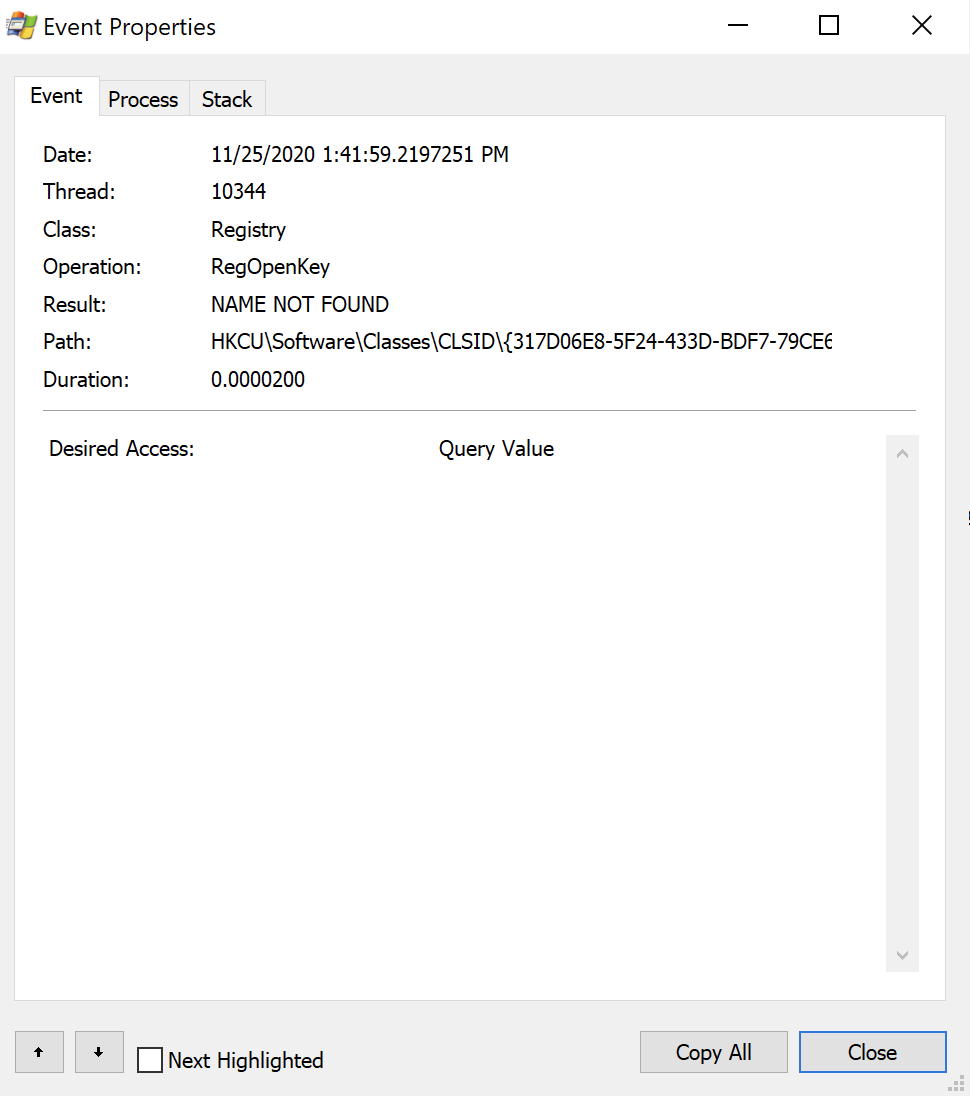 Event Properties
Event Process Stack
Date: 11/25/2020 1:41:59.2197251 PM
Thread: 10344
Class: Registry
Operation: RegOpenKey
Result: NAME NOT FOUND
Path: HKCU\Software\Classes\CLSID\{317D06E8-5F24-433D-BDF7-79CE6
Duration: 0.0000200
Desired Access: Query Value
Next Highlighted Copy All Close